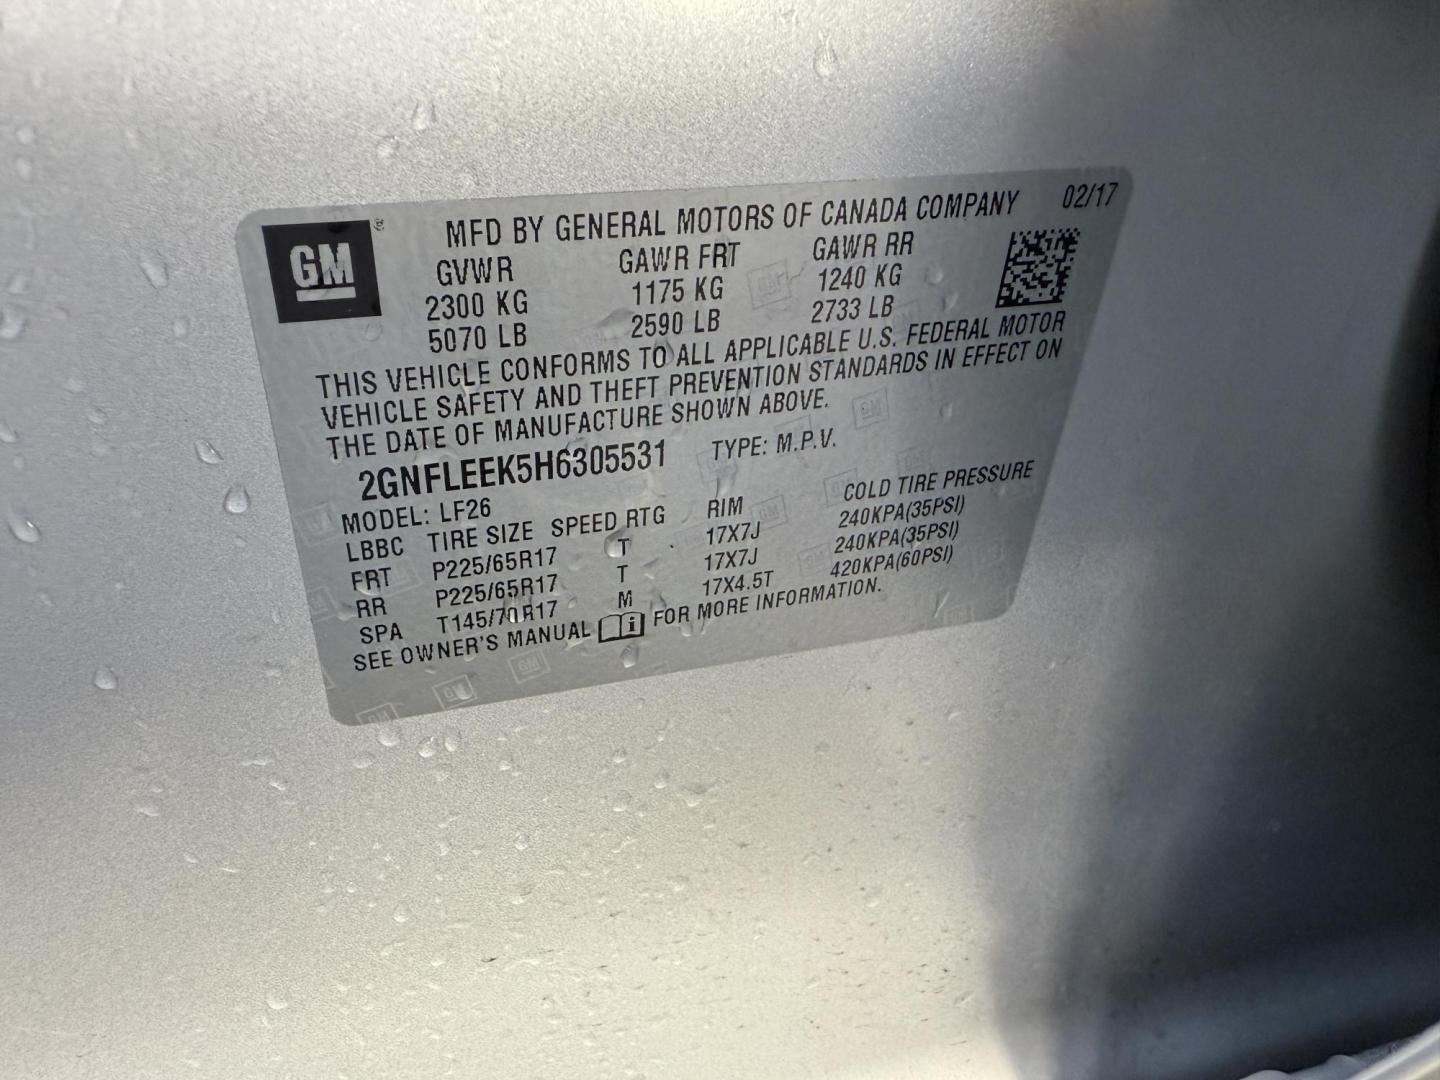 GM ®
MFD BY GENERAL MOTORS OF CANADA COMPANY 02/17
GVWR GAWR FRT GAWR RR
2300 KG 1175 KG 1240 KG
5070 LB 2590 LB 2733 LB
THIS VEHICLE CONFORMS TO ALL APPLICABLE U.S. FEDERAL MOTOR
VEHICLE SAFETY AND THEFT PREVENTION STANDARDS IN EFFECT ON
THE DATE OF MANUFACTURE SHOWN ABOVE.
2GNFLEEK5H6305531 TYPE: M.P.V.
MODEL: LF26
LBBC TIRE SIZE SPEED RTG RIM COLD TIRE PRESSURE
FRT P225/65R17 T 17X7J 240KPA(35PSI)
RR P225/65R17 T 17X7J 240KPA(35PSI)
SPA T145/70R17 M 17X4.5T 420KPA(60PSI)
SEE OWNER'S MANUAL i FOR MORE INFORMATION.